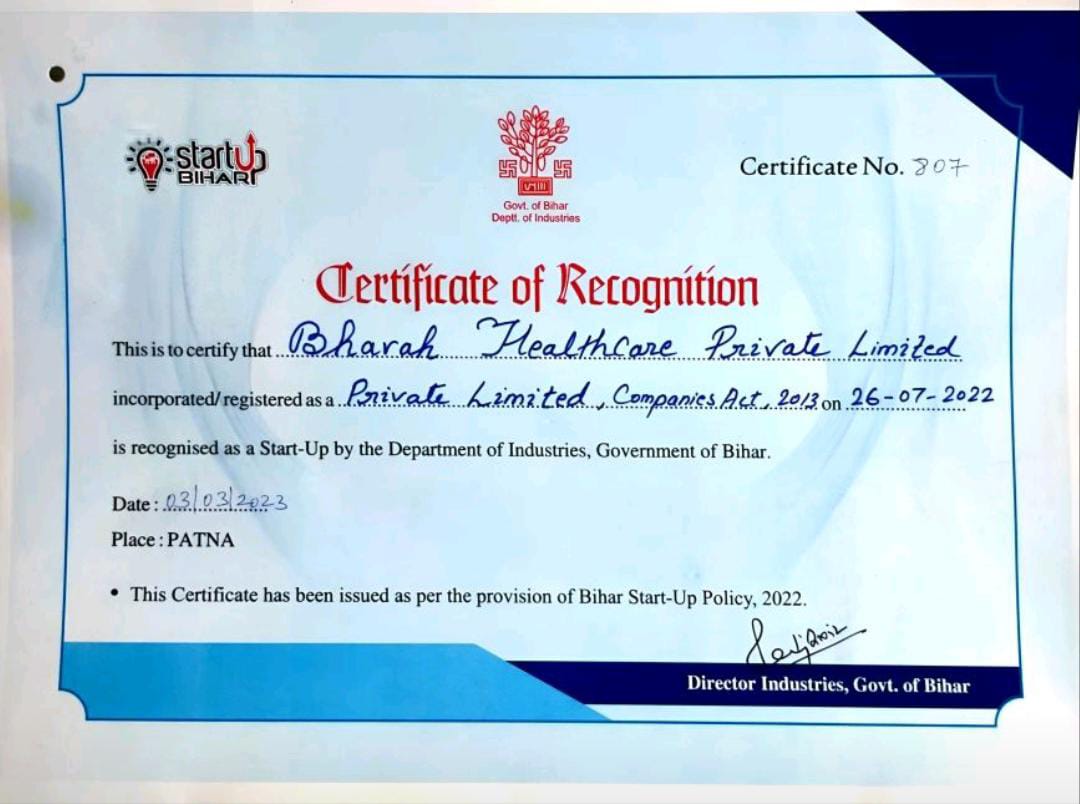 startUp
BIHAR
Govt. of Bihar
Deptt. of Industries
Certificate No. 807
Certificate of Recognition
This is to certify that Bharah Healthcare Private Limited
incorporated/registered as a Private Limited, Companies Act, 2013 on 26-07-2022
is recognised as a Start-Up by the Department of Industries, Government of Bihar.
Date : 03/03/2023
Place : PATNA
• This Certificate has been issued as per the provision of Bihar Start-Up Policy, 2022.
Director Industries, Govt. of Bihar